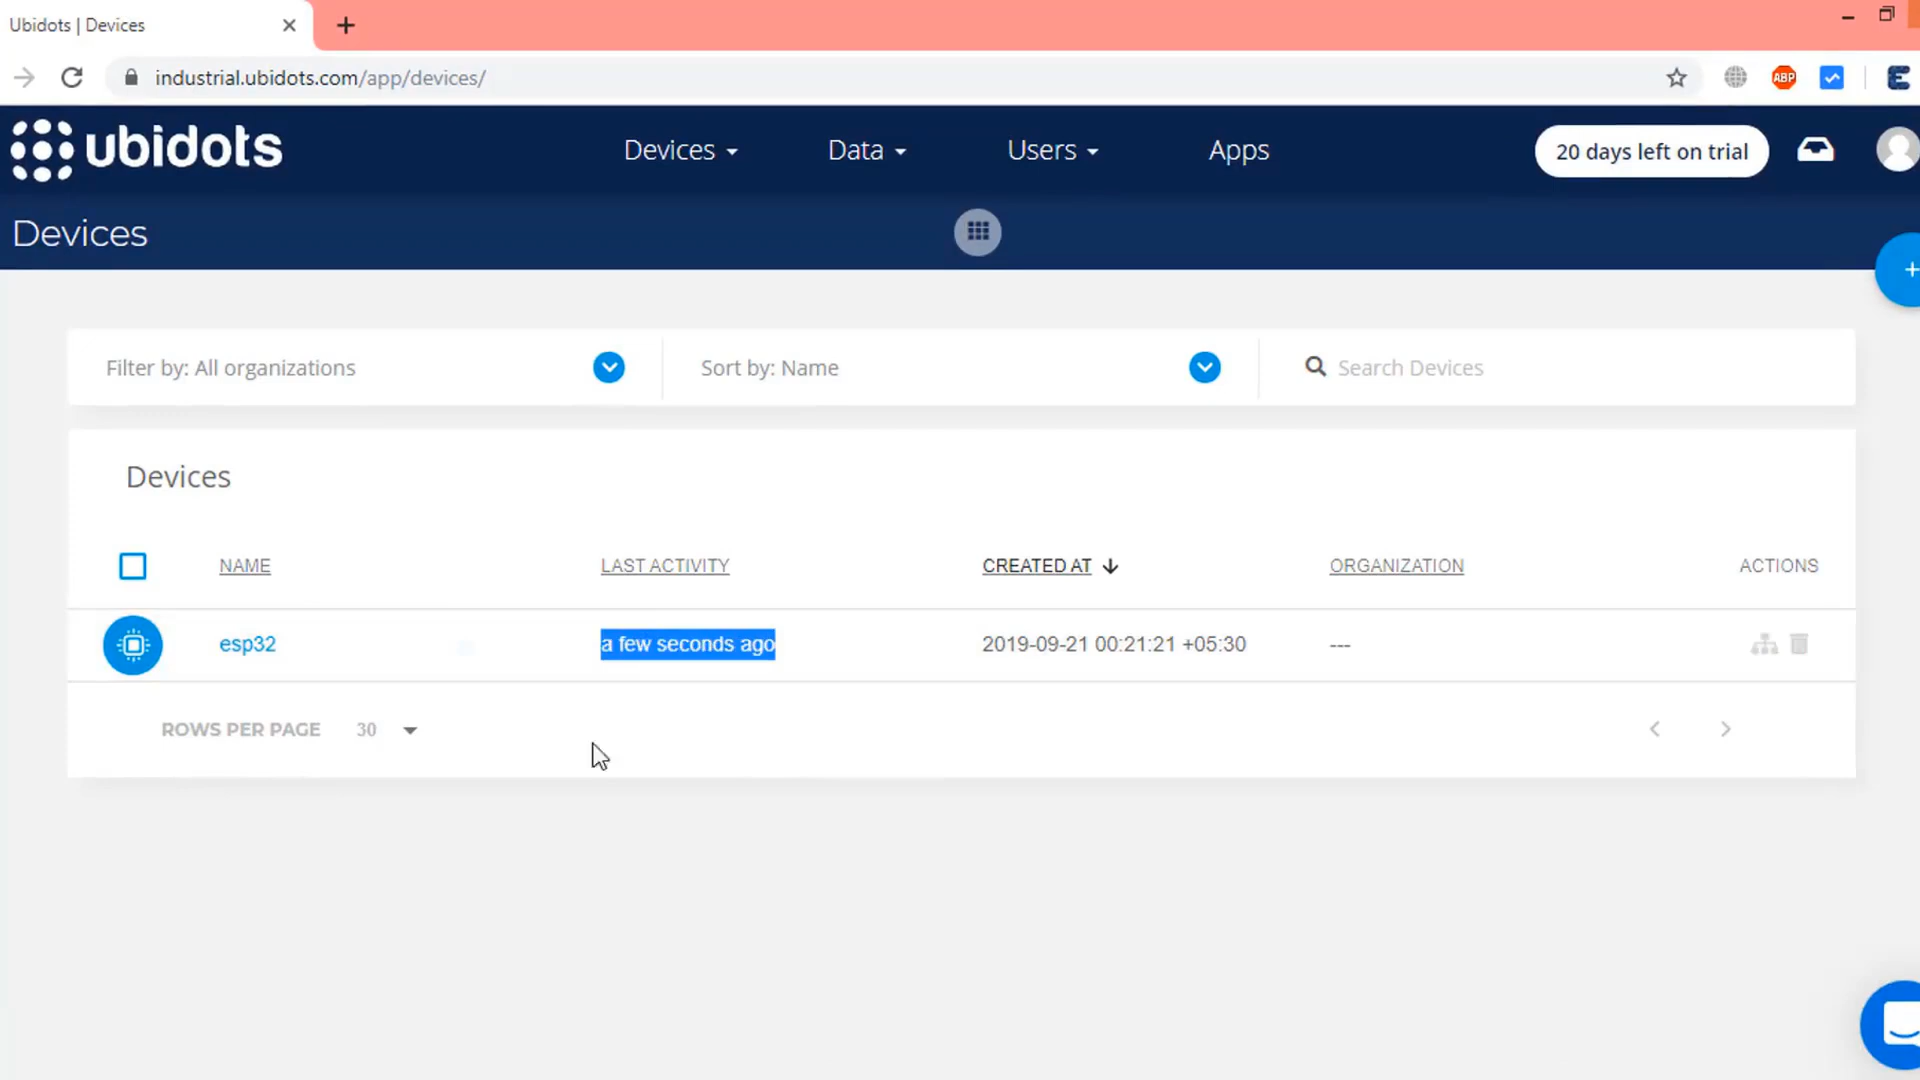 Ubidots | Devices
industrial.ubidots.com/app/devices/
ABP
ubidots
Devices
Data
Users
Apps
20 days left on trial
Devices
+
Filter by: All organizations
Sort by: Name
Search Devices
Devices
NAME
LAST ACTIVITY
CREATED AT
ORGANIZATION
ACTIONS
esp32
a few seconds ago
2019-09-21 00:21:21 +05:30
---
ROWS PER PAGE
30